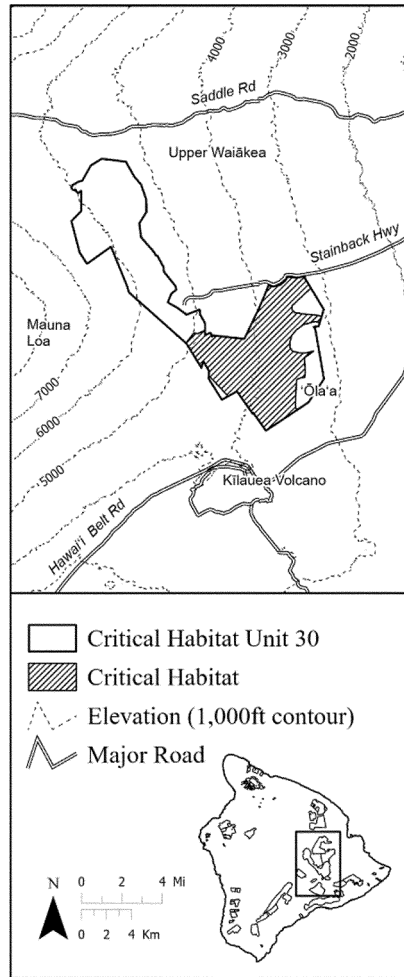 4000
3000
2000
Saddle Rd
Upper Waiākea
Stainback Hwy
Mauna
Loa
ʻŌlaʻa
7000
6000
5000
Kīlauea Volcano
Hawaiʻi Belt Rd
Critical Habitat Unit 30
Critical Habitat
Elevation (1,000ft contour)
Major Road
N
0 2 4 Mi
0 2 4 Km